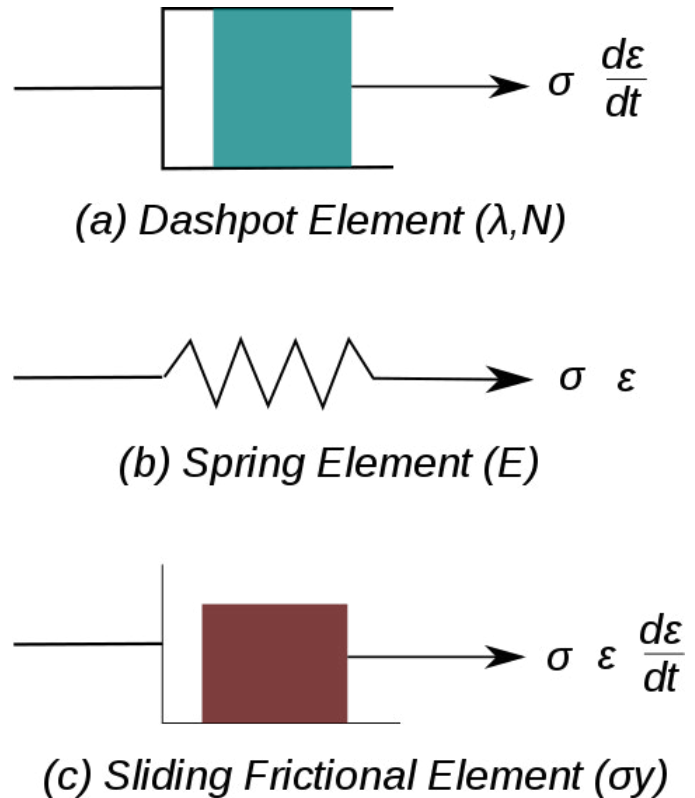 σ dε/dt
(a) Dashpot Element (λ,N)
σ ε
(b) Spring Element (E)
σ ε dε/dt
(c) Sliding Frictional Element (σy)